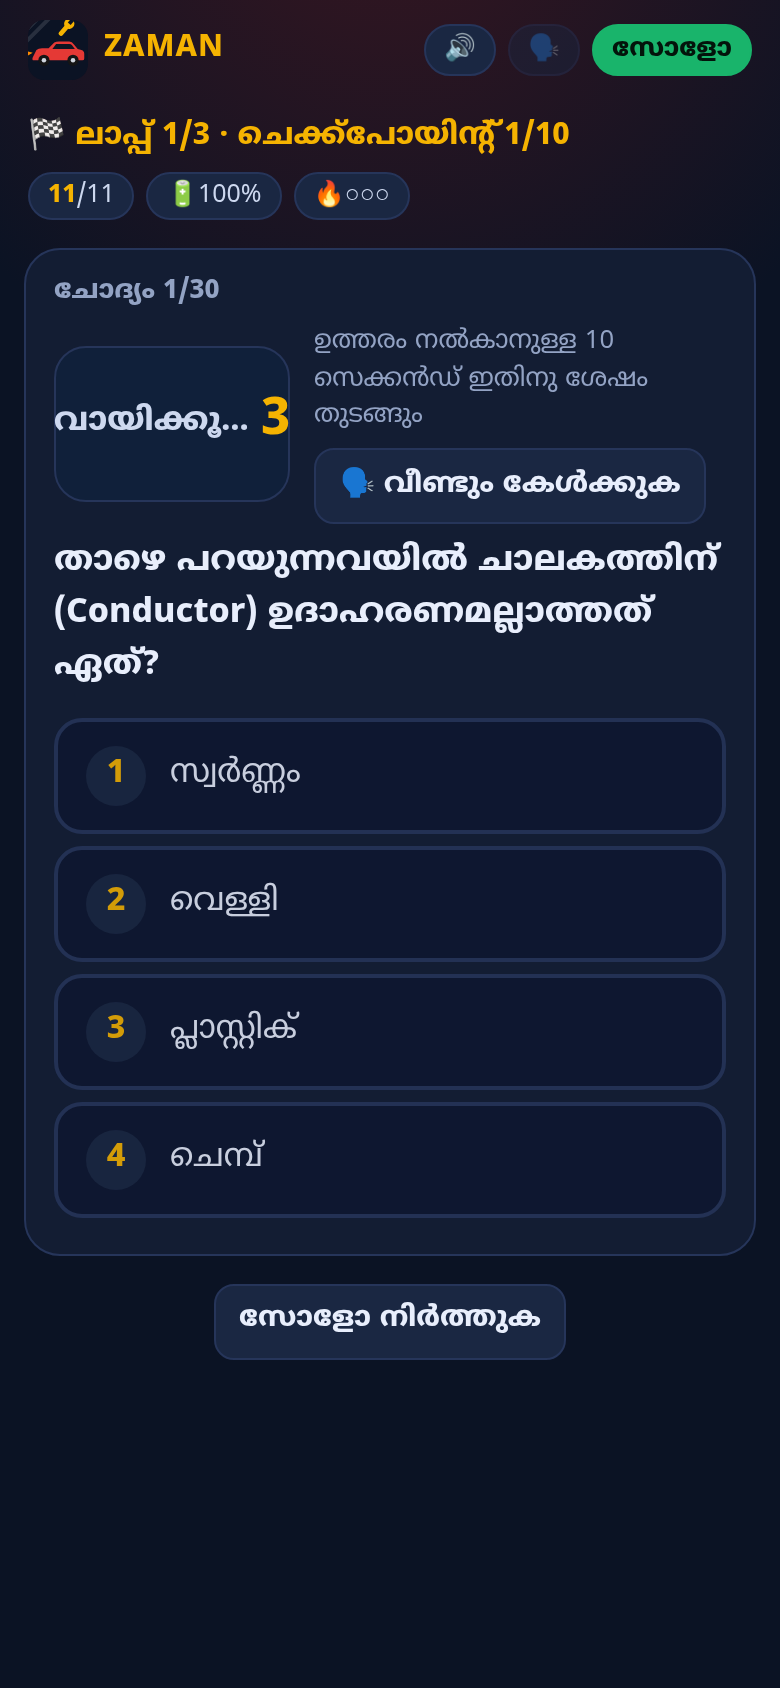 ZAMAN
സോളോ
ലാപ്പ് 1/3 · ചെക്ക്പോയിന്റ് 1/10
11/11
100%
ചോദ്യം 1/30
ഉത്തരം നൽകാനുള്ള 10
സെക്കൻഡ് ഇതിനു ശേഷം
തുടങ്ങും
വായിക്കൂ... 3
വീണ്ടും കേൾക്കുക
താഴെ പറയുന്നവയിൽ ചാലകത്തിന്
(Conductor) ഉദാഹരണമല്ലാത്തത്
ഏത്?
1 സ്വർണ്ണം
2 വെള്ളി
3 പ്ലാസ്റ്റിക്
4 ചെമ്പ്
സോളോ നിർത്തുക